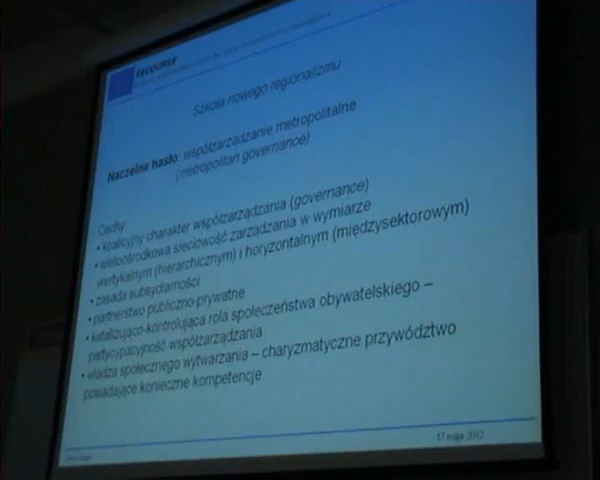 RECOURSE
Szkoła nowego regionalizmu
Naczelne hasło: współzarządzanie metropolitalne
(metropolitan governance)
Cechy:
• koalicyjny charakter współzarządzania (governance)
• wieloośrodkowa sieciowość zarządzania w wymiarze
wertykalnym (hierarchicznym) i horyzontalnym (międzysektorowym)
• zasada subsydiarności
• partnerstwo publiczno-prywatne
• katalizująco-kontrolująca rola społeczeństwa obywatelskiego –
partycypacyjność współzarządzania
• władza społecznego wytwarzania – charyzmatyczne przywództwo
posiadające konieczne kompetencje
17 maja 2012